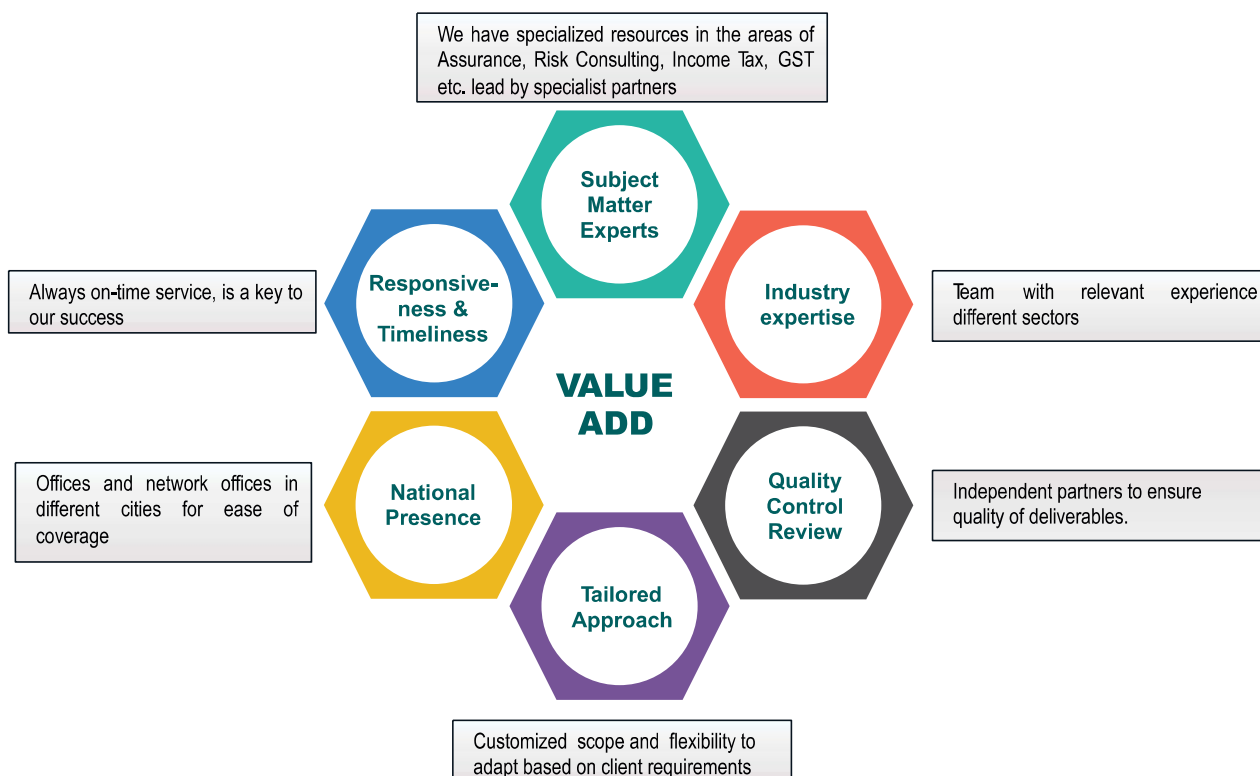 We have specialized resources in the areas of
Assurance, Risk Consulting, Income Tax, GST
etc. lead by specialist partners
Subject
Matter
Experts
Responsive-
ness &
Timeliness
Industry
expertise
Always on-time service, is a key to
our success
Team with relevant experience
different sectors
VALUE
ADD
National
Presence
Quality
Control
Review
Offices and network offices in
different cities for ease of
coverage
Independent partners to ensure
quality of deliverables.
Tailored
Approach
Customized scope and flexibility to
adapt based on client requirements